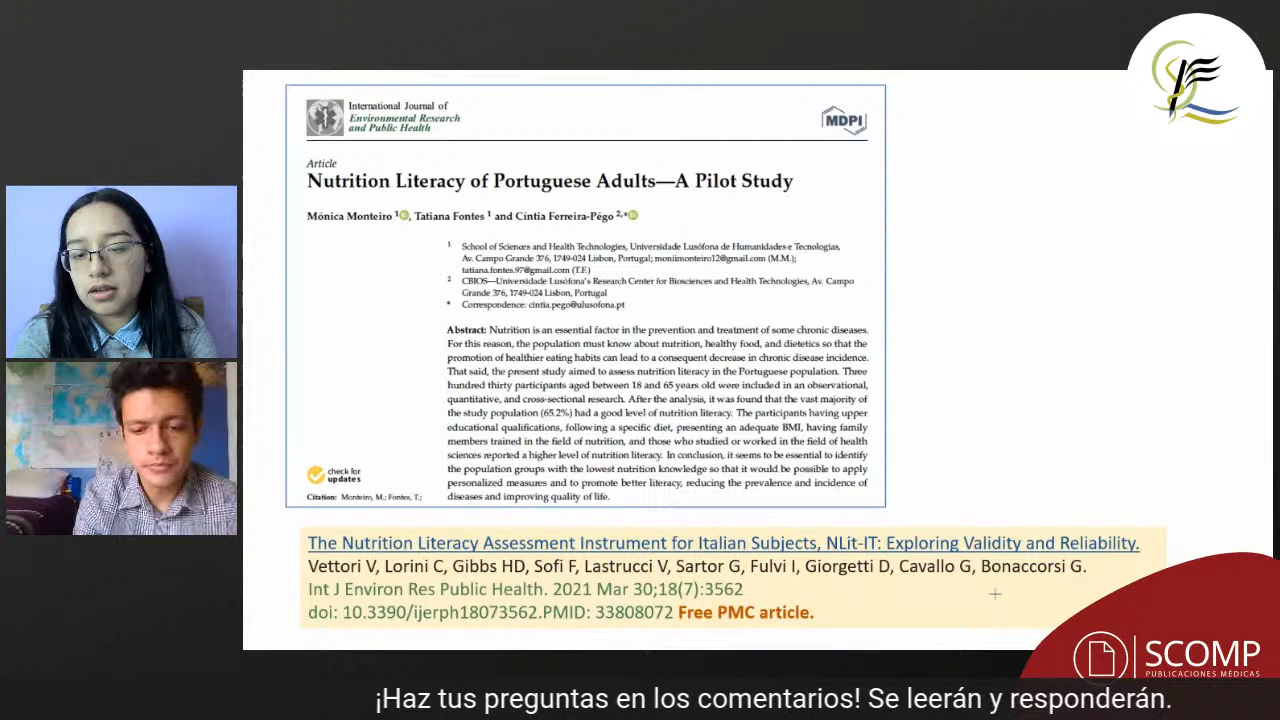 International Journal of
Environmental Research
and Public Health
MDPI
Article
Nutrition Literacy of Portuguese Adults—A Pilot Study
Mónica Monteiro 1, Tatiana Fontes 1 and Cíntia Ferreira-Pêgo 2,*
1 School of Sciences and Health Technologies, Universidade Lusófona de Humanidades e Tecnologias,
Av. Campo Grande 376, 1749-024 Lisbon, Portugal; moniimonteiro12@gmail.com (M.M.);
tatiana.fontes.97@gmail.com (T.F.)
2 CBIOS—Universidade Lusófona's Research Center for Biosciences and Health Technologies, Av. Campo
Grande 376, 1749-024 Lisbon, Portugal
* Correspondence: cintia.pego@ulusofona.pt
Abstract: Nutrition is an essential factor in the prevention and treatment of some chronic diseases.
For this reason, the population must know about nutrition, healthy food, and dietetics so that the
promotion of healthier eating habits can lead to a consequent decrease in chronic disease incidence.
That said, the present study aimed to assess nutrition literacy in the Portuguese population. Three
hundred thirty participants aged between 18 and 65 years old were included in an observational,
quantitative, and cross-sectional research. After the analysis, it was found that the vast majority of
the study population (65.2%) had a good level of nutrition literacy. The participants having upper
educational qualifications, following a specific diet, presenting an adequate BMI, having family
members trained in the field of nutrition, and those who studied or worked in the field of health
sciences reported a higher level of nutrition literacy. In conclusion, it seems to be essential to identify
the population groups with the lowest nutrition knowledge so that it would be possible to apply
personalized measures and to promote better literacy, reducing the prevalence and incidence of
diseases and improving quality of life.
check for
updates
Citation: Monteiro, M.; Fontes, T.;
The Nutrition Literacy Assessment Instrument for Italian Subjects, NLit-IT: Exploring Validity and Reliability.
Vettori V, Lorini C, Gibbs HD, Sofi F, Lastrucci V, Sartor G, Fulvi I, Giorgetti D, Cavallo G, Bonaccorsi G.
Int J Environ Res Public Health. 2021 Mar 30;18(7):3562
doi: 10.3390/ijerph18073562.PMID: 33808072 Free PMC article.
SCOMP
PUBLICACIONES MÉDICAS
¡Haz tus preguntas en los comentarios! Se leerán y responderán.